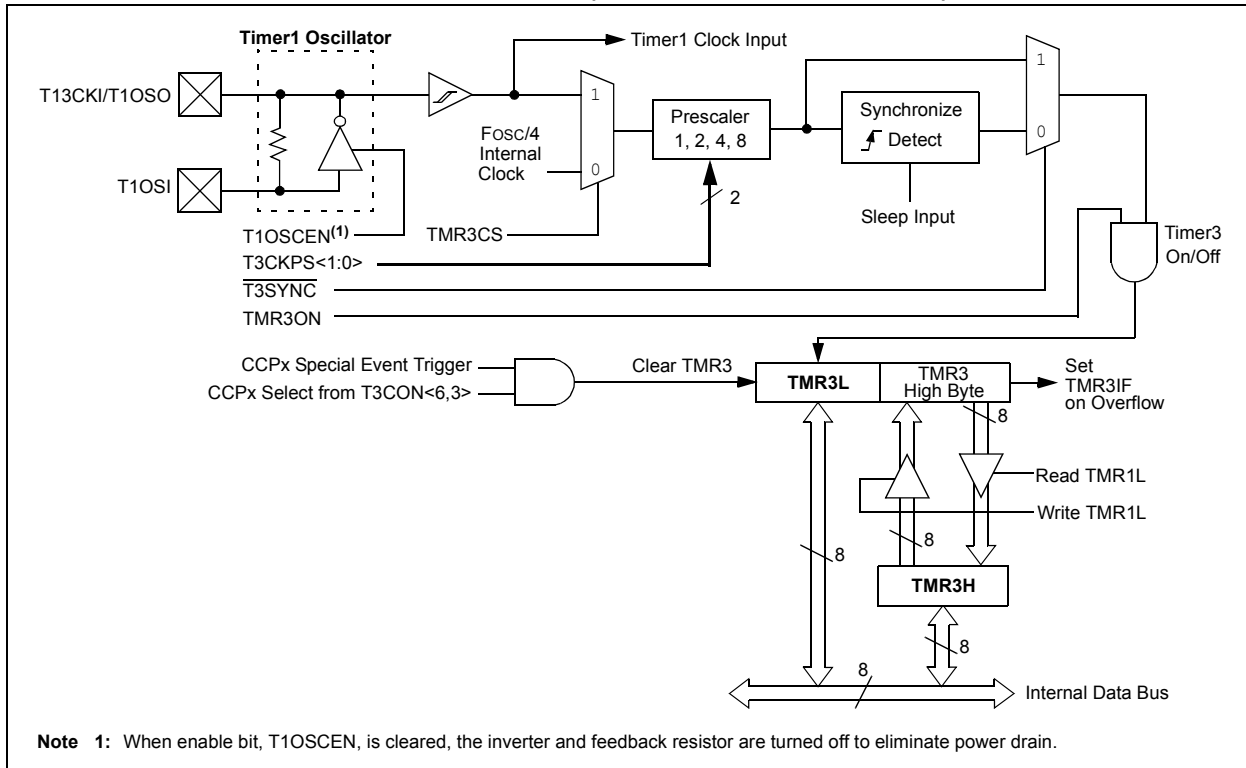 Timer1 Oscillator
Timer1 Clock Input
T13CKI/T1OSO
T1OSI
FOSC/4
Internal
Clock
1
0
Prescaler
1, 2, 4, 8
2
Synchronize
Detect
Sleep Input
1
0
T1OSCEN(1)
TMR3CS
T3CKPS<1:0>
T3SYNC
TMR3ON
Timer3
On/Off
CCPx Special Event Trigger
CCPx Select from T3CON<6,3>
Clear TMR3
TMR3L
TMR3
High Byte
Set
TMR3IF
on Overflow
8
Read TMR1L
Write TMR1L
8
8
TMR3H
8
8
Internal Data Bus
Note 1: When enable bit, T1OSCEN, is cleared, the inverter and feedback resistor are turned off to eliminate power drain.